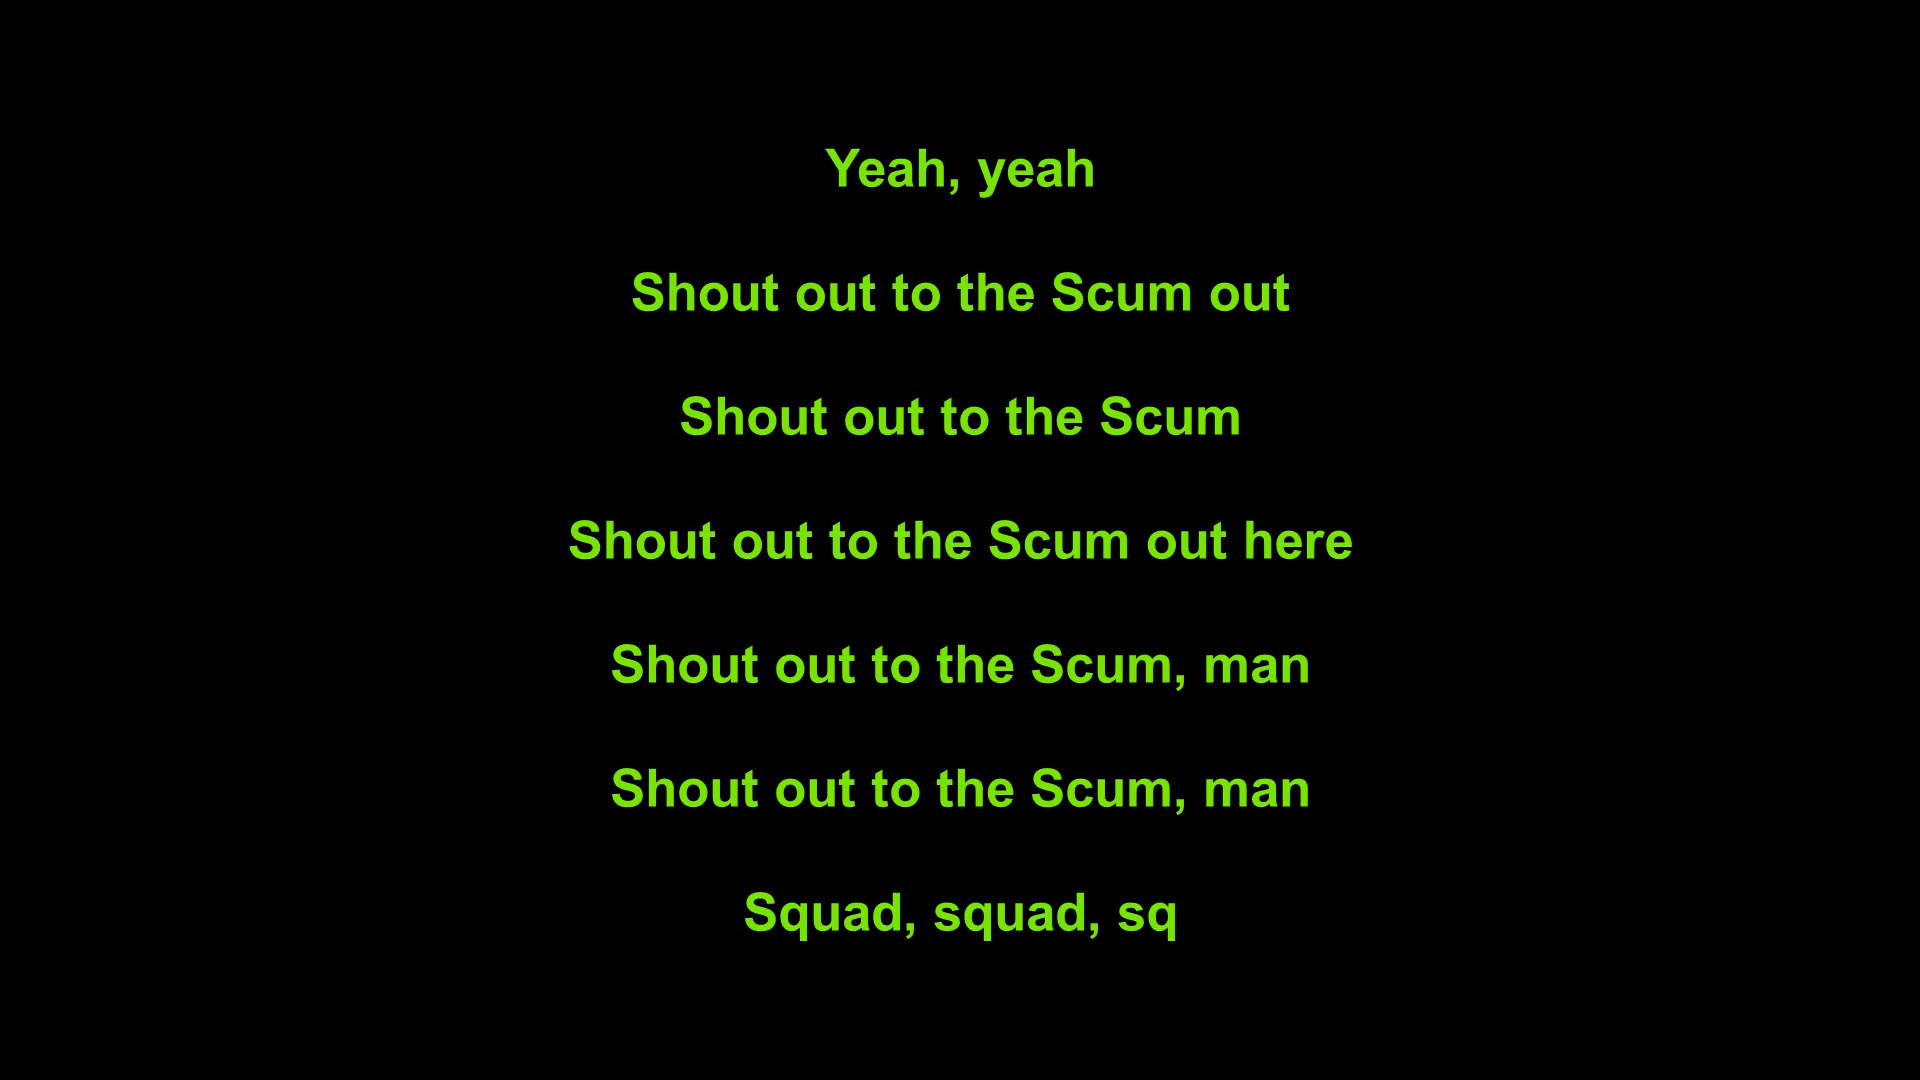 Yeah, yeah
Shout out to the Scum out
Shout out to the Scum
Shout out to the Scum out here
Shout out to the Scum, man
Shout out to the Scum, man
Squad, squad, sq